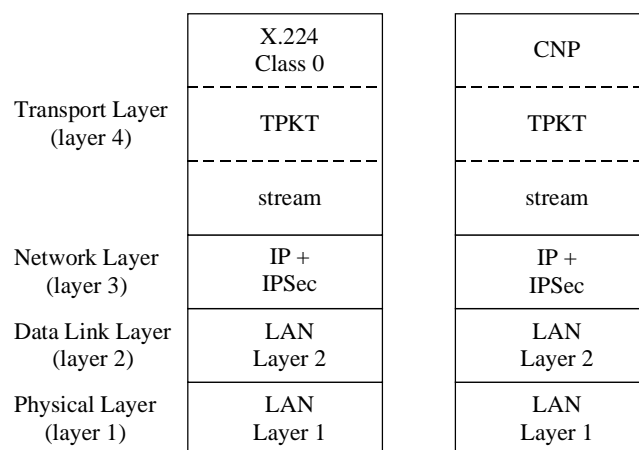 X.224
Class 0
CNP
Transport Layer
(layer 4)
TPKT
TPKT
stream
stream
Network Layer
(layer 3)
IP +
IPSec
IP +
IPSec
Data Link Layer
(layer 2)
LAN
Layer 2
LAN
Layer 2
Physical Layer
(layer 1)
LAN
Layer 1
LAN
Layer 1